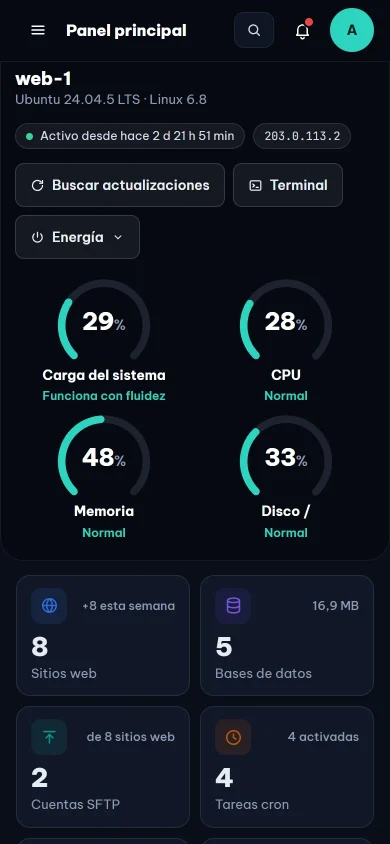 Panel principal
A
web-1
Ubuntu 24.04.5 LTS · Linux 6.8
Activo desde hace 2 d 21 h 51 min
203.0.113.2
Buscar actualizaciones
Terminal
Energía
29%
28%
Carga del sistema
CPU
Funciona con fluidez
Normal
48%
33%
Memoria
Disco /
Normal
Normal
+8 esta semana
16,9 MB
8
5
Sitios web
Bases de datos
de 8 sitios web
4 activadas
2
4
Cuentas SFTP
Tareas cron